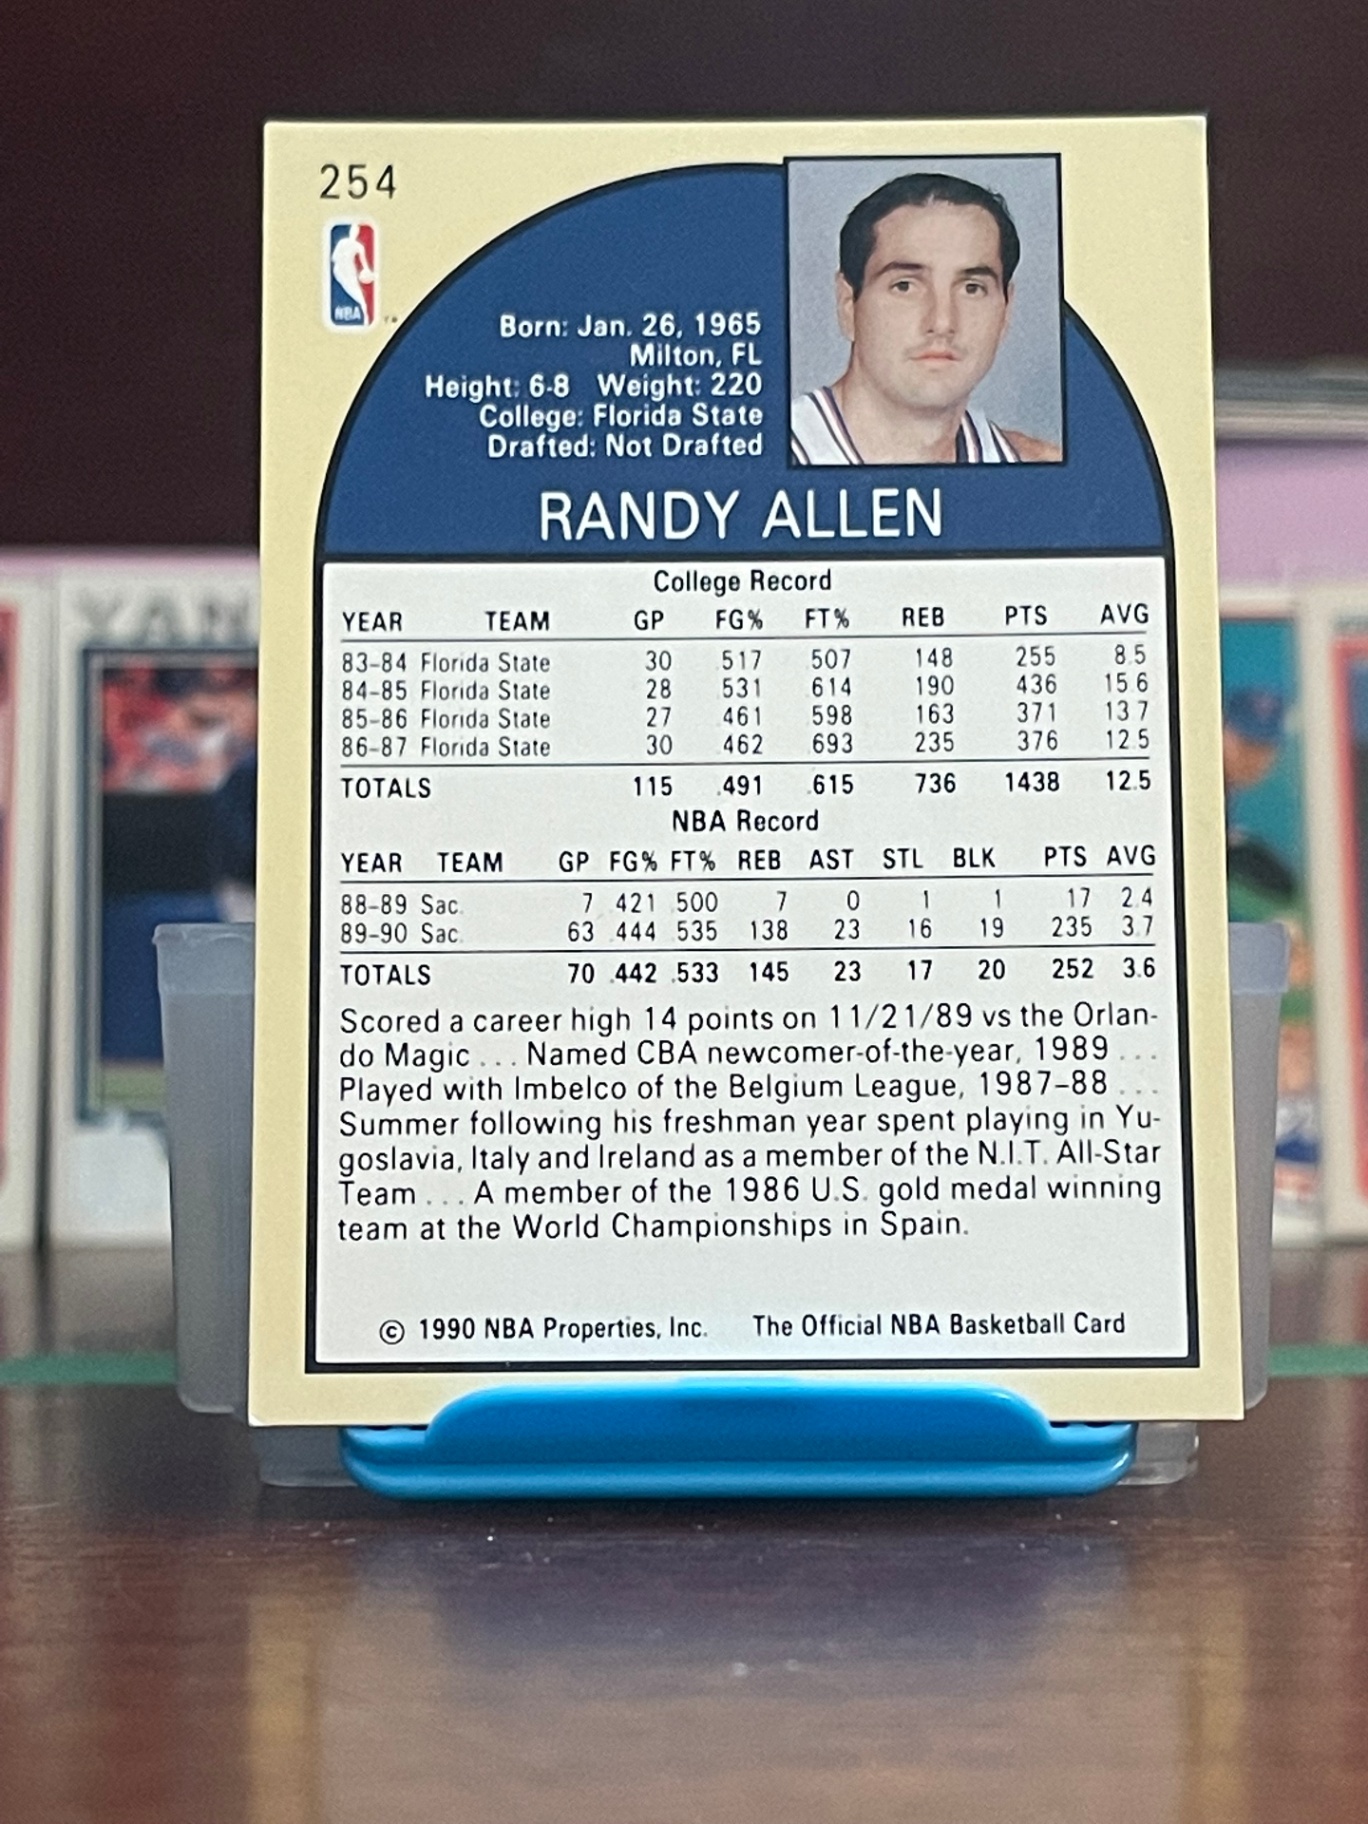 254
NBA
Born: Jan. 26, 1965
Milton, FL
Height: 6-8 Weight: 220
College: Florida State
Drafted: Not Drafted
RANDY ALLEN
College Record
YEAR TEAM GP FG% FT% REB PTS AVG
83-84 Florida State 30 .517 .507 148 255 8.5
84-85 Florida State 28 .531 .614 190 436 15.6
85-86 Florida State 27 .461 .598 163 371 13.7
86-87 Florida State 30 .462 .693 235 376 12.5
TOTALS 115 .491 .615 736 1438 12.5
NBA Record
YEAR TEAM GP FG% FT% REB AST STL BLK PTS AVG
88-89 Sac. 7 .421 .500 7 0 1 1 17 2.4
89-90 Sac. 63 .444 .535 138 23 16 19 235 3.7
TOTALS 70 .442 .533 145 23 17 20 252 3.6
Scored a career high 14 points on 11/21/89 vs the Orlan-
do Magic ... Named CBA newcomer-of-the-year, 1989 ...
Played with Imbelco of the Belgium League, 1987-88 ...
Summer following his freshman year spent playing in Yu-
goslavia, Italy and Ireland as a member of the N.I.T. All-Star
Team ... A member of the 1986 U.S. gold medal winning
team at the World Championships in Spain.
© 1990 NBA Properties, Inc. The Official NBA Basketball Card